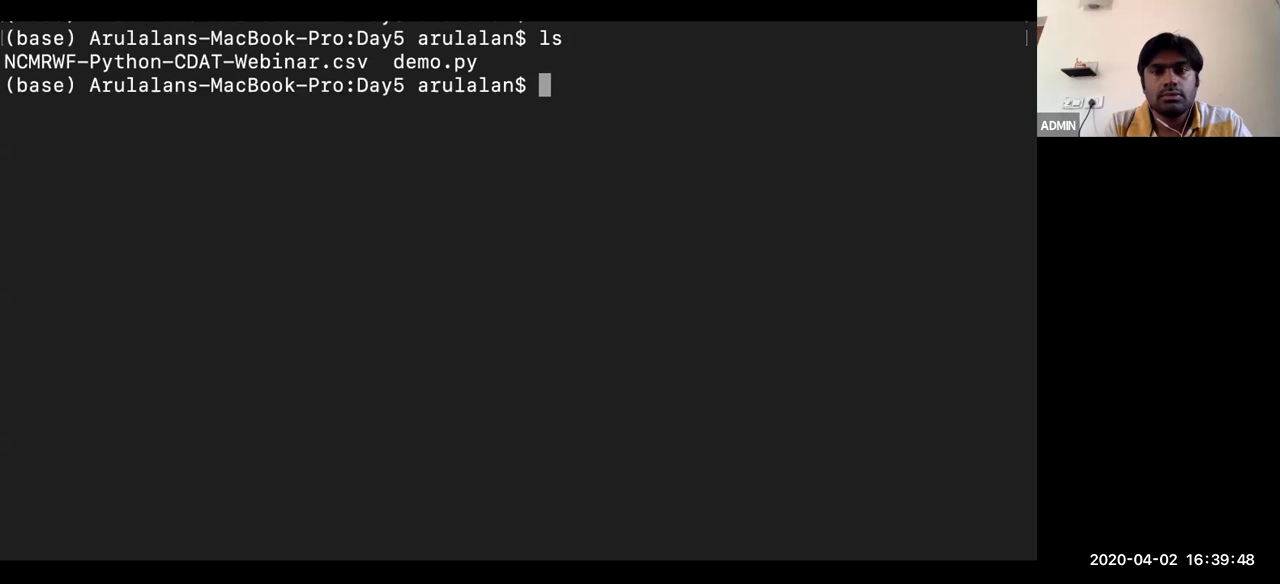 (base) Arulalans-MacBook-Pro:Day5 arulalan$ ls
NCMRWF-Python-CDAT-Webinar.csv  demo.py
(base) Arulalans-MacBook-Pro:Day5 arulalan$
ADMIN
2020-04-02 16:39:48